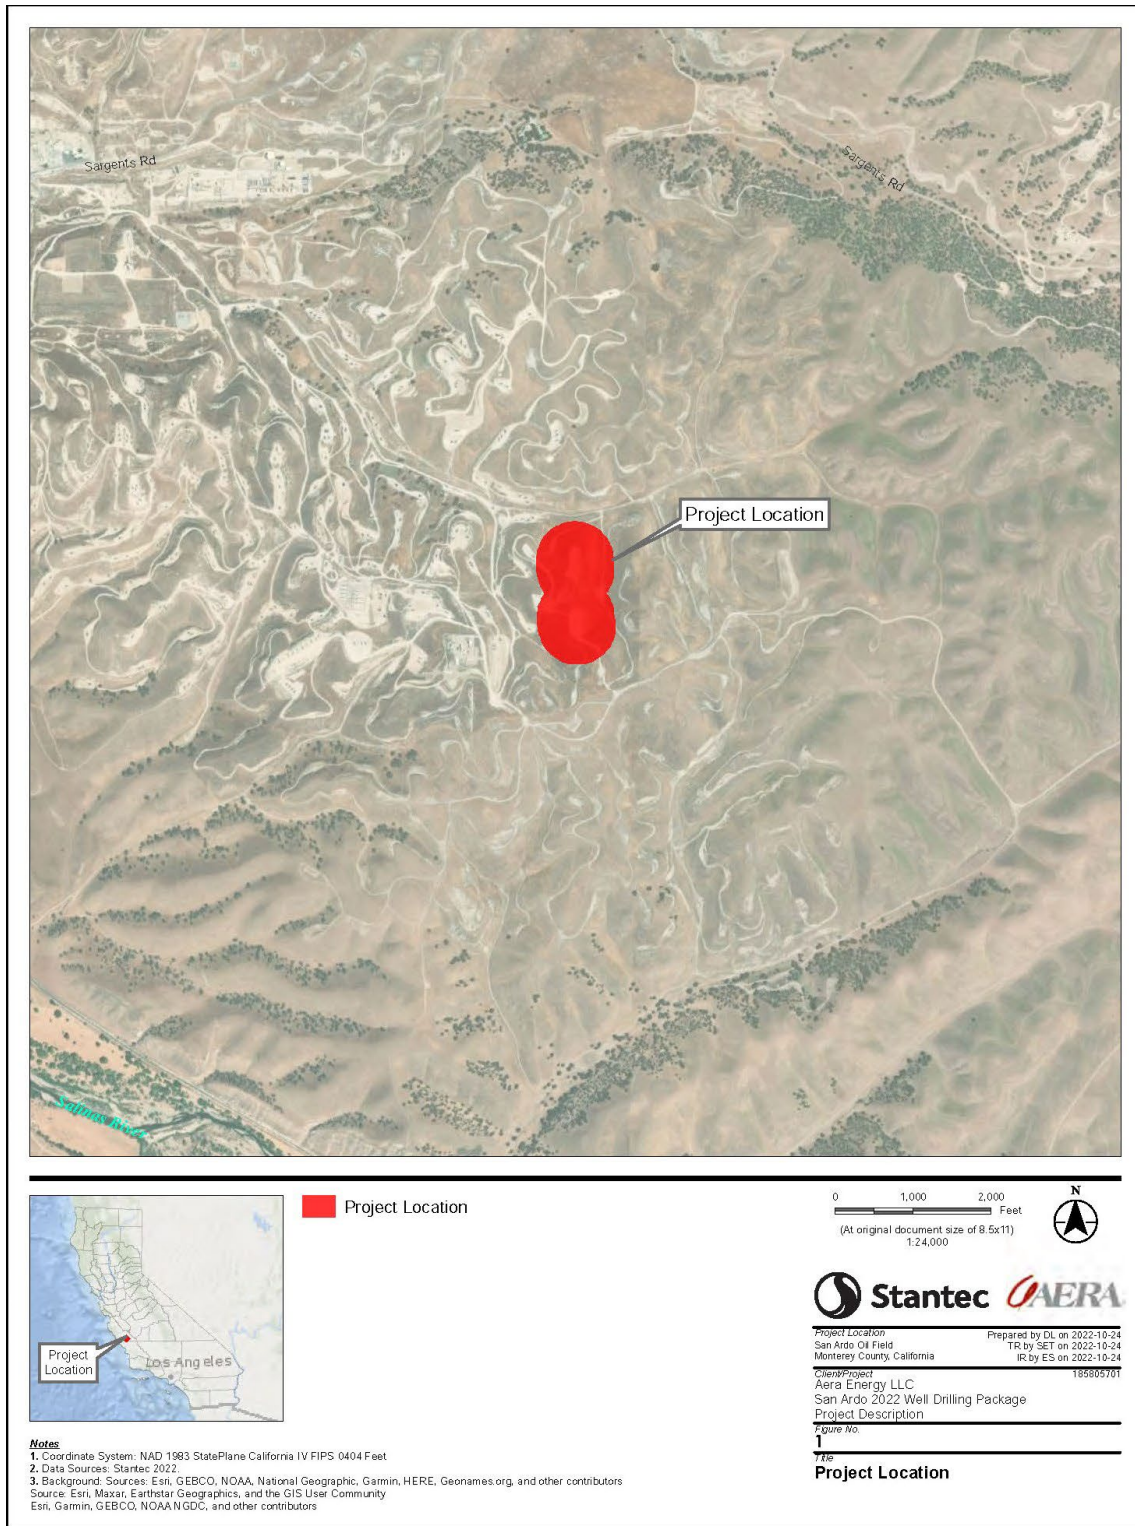 Sargents Rd
Sargents Rd
Project Location
Salinas River
Project Location
0 1,000 2,000
Feet
(At original document size of 8.5x11)
1:24,000
N
Project
Location
Los Angeles
Stantec AERA
Project Location
San Ardo Oil Field
Monterey County, California
Prepared by DL on 2022-10-24
TR by SET on 2022-10-24
IR by ES on 2022-10-24
Client/Project 185805701
Aera Energy LLC
San Ardo 2022 Well Drilling Package
Project Description
Figure No.
1
Title
Project Location
Notes
1. Coordinate System: NAD 1983 StatePlane California IV FIPS 0404 Feet
2. Data Sources: Stantec 2022.
3. Background: Sources: Esri, GEBCO, NOAA, National Geographic, Garmin, HERE, Geonames.org, and other contributors
Source: Esri, Maxar, Earthstar Geographics, and the GIS User Community
Esri, Garmin, GEBCO, NOAA NGDC, and other contributors